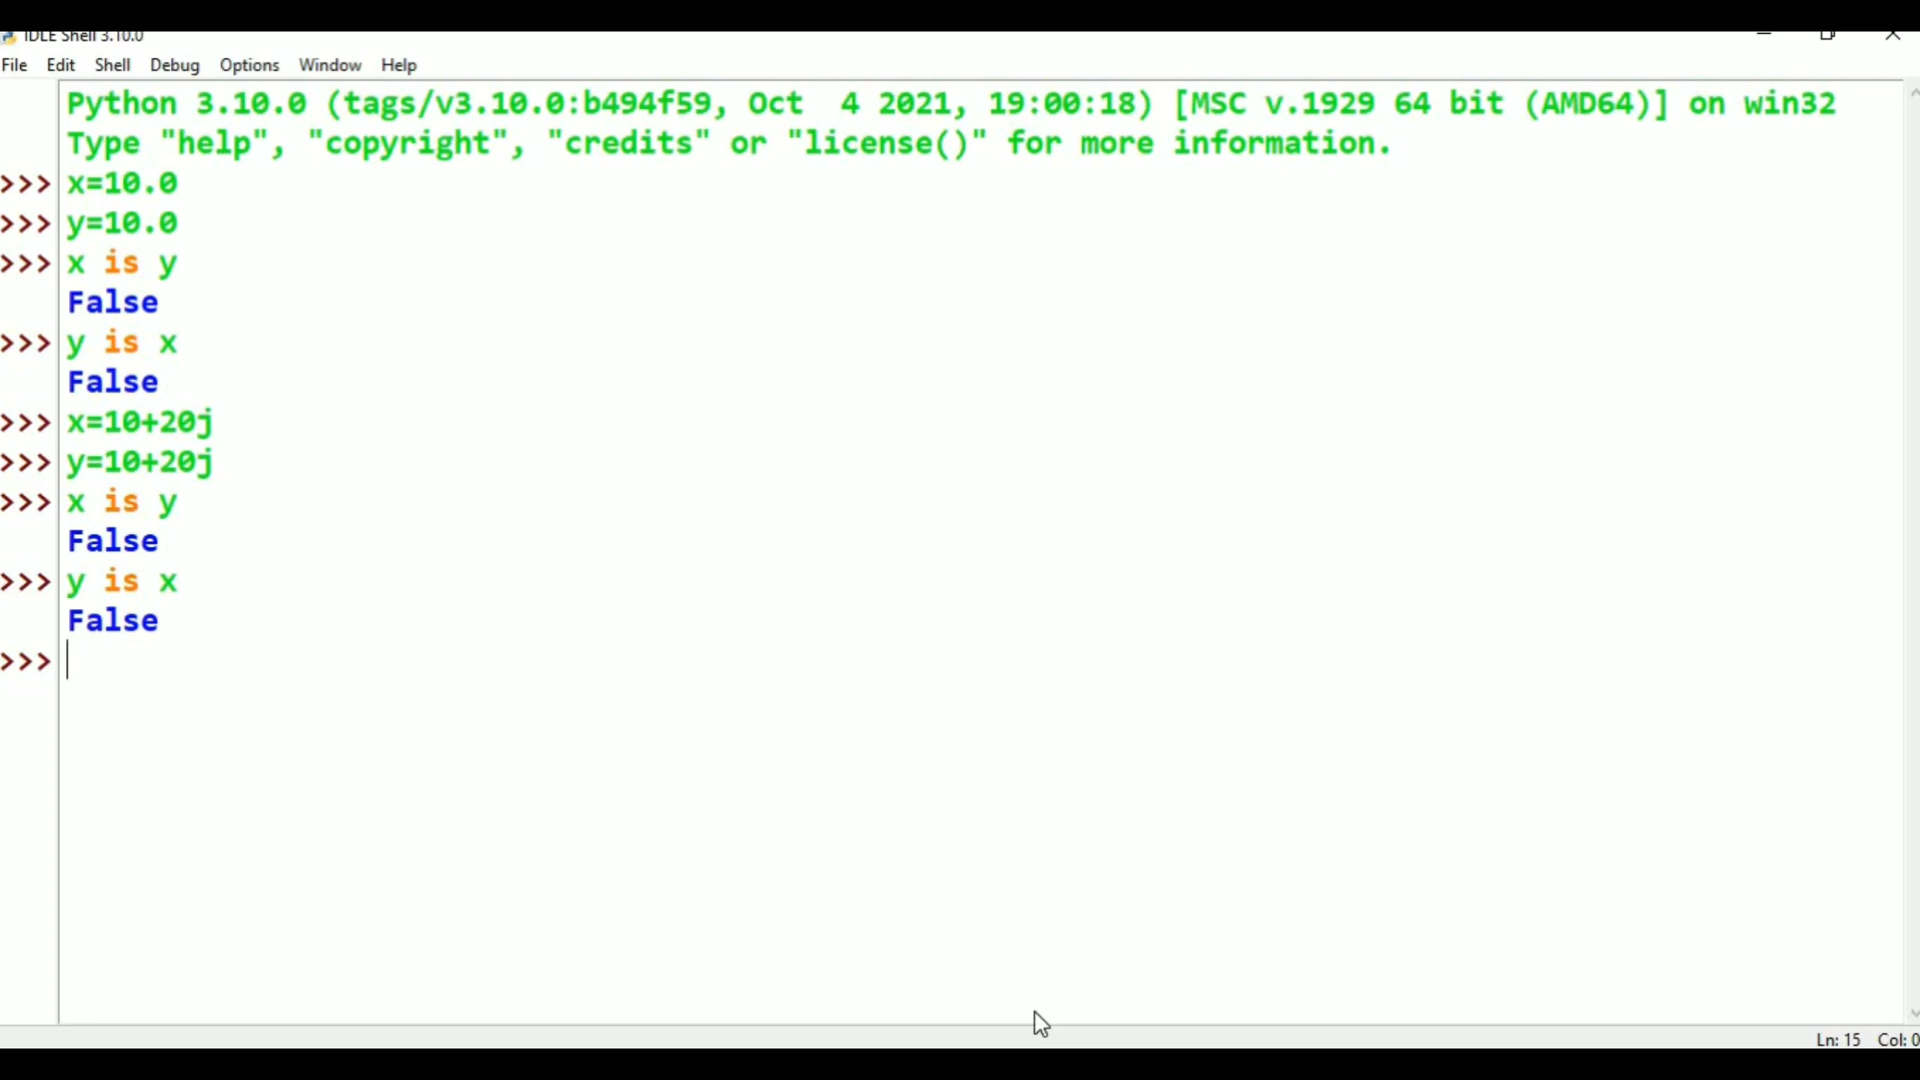 IDLE Shell 3.10.0
File Edit Shell Debug Options Window Help
Python 3.10.0 (tags/v3.10.0:b494f59, Oct  4 2021, 19:00:18) [MSC v.1929 64 bit (AMD64)] on win32
Type "help", "copyright", "credits" or "license()" for more information.
>>> x=10.0
>>> y=10.0
>>> x is y
False
>>> y is x
False
>>> x=10+20j
>>> y=10+20j
>>> x is y
False
>>> y is x
False
>>>
Ln: 15 Col: 0